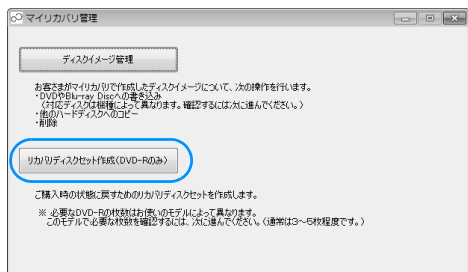 マイリカバリ管理
ディスクイメージ管理
お客さまがマイリカバリで作成したディスクイメージについて、次の操作を行います。
・DVDやBlu-ray Discへの書き込み
（対応ディスクは機種によって異なります。確認するには次に進んでください。）
・他のハードディスクへのコピー
・削除
リカバリディスクセット作成(DVD-Rのみ)
ご購入時の状態に戻すためのリカバリディスクセットを作成します。
※ 必要なDVD-Rの枚数はお使いのモデルによって異なります。
このモデルで必要な枚数を確認するには、次に進んでください。（通常は3～5枚程度です。）